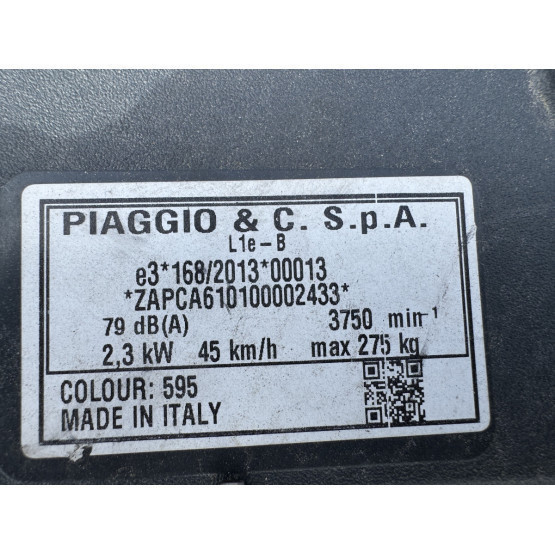 PIAGGIO & C. S.p.A.
L1e-B
e3*168/2013*00013
*ZAPCA610100002433*
79 dB(A) 3750 min-1
2,3 kW 45 km/h max 275 kg
COLOUR: 595
MADE IN ITALY